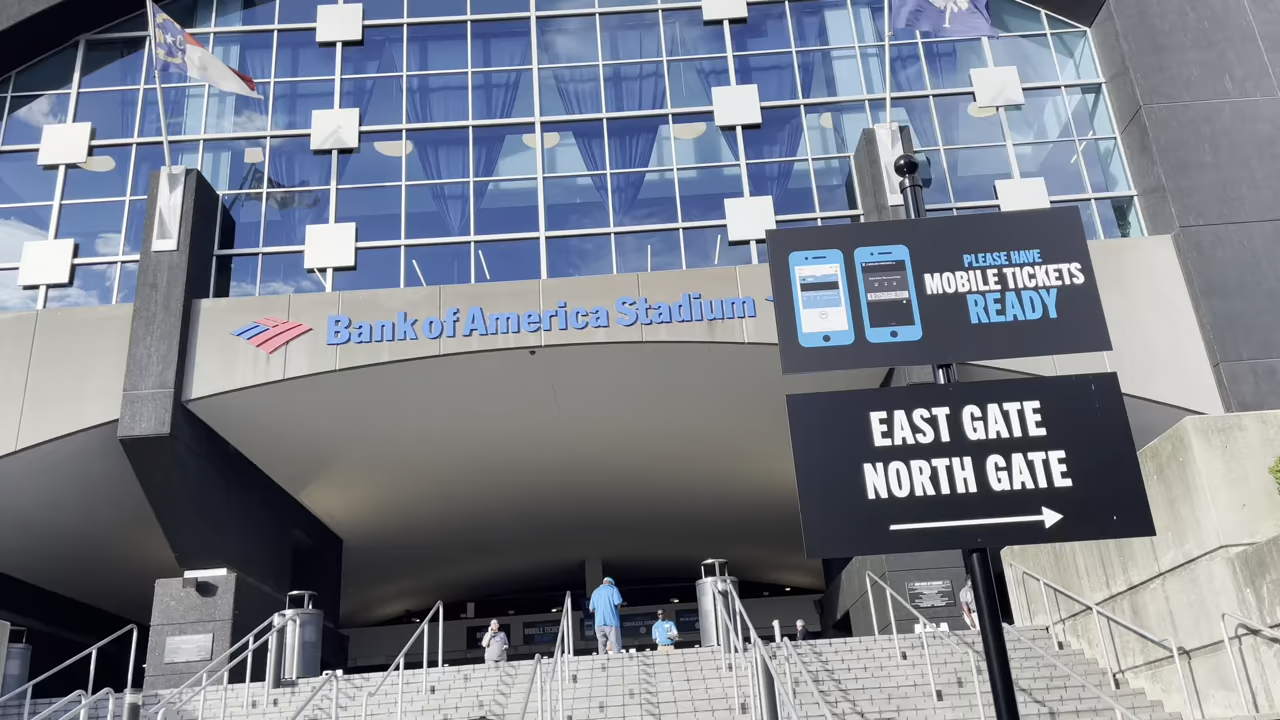 Bank of America Stadium
PLEASE HAVE
MOBILE TICKETS
READY
EAST GATE
NORTH GATE